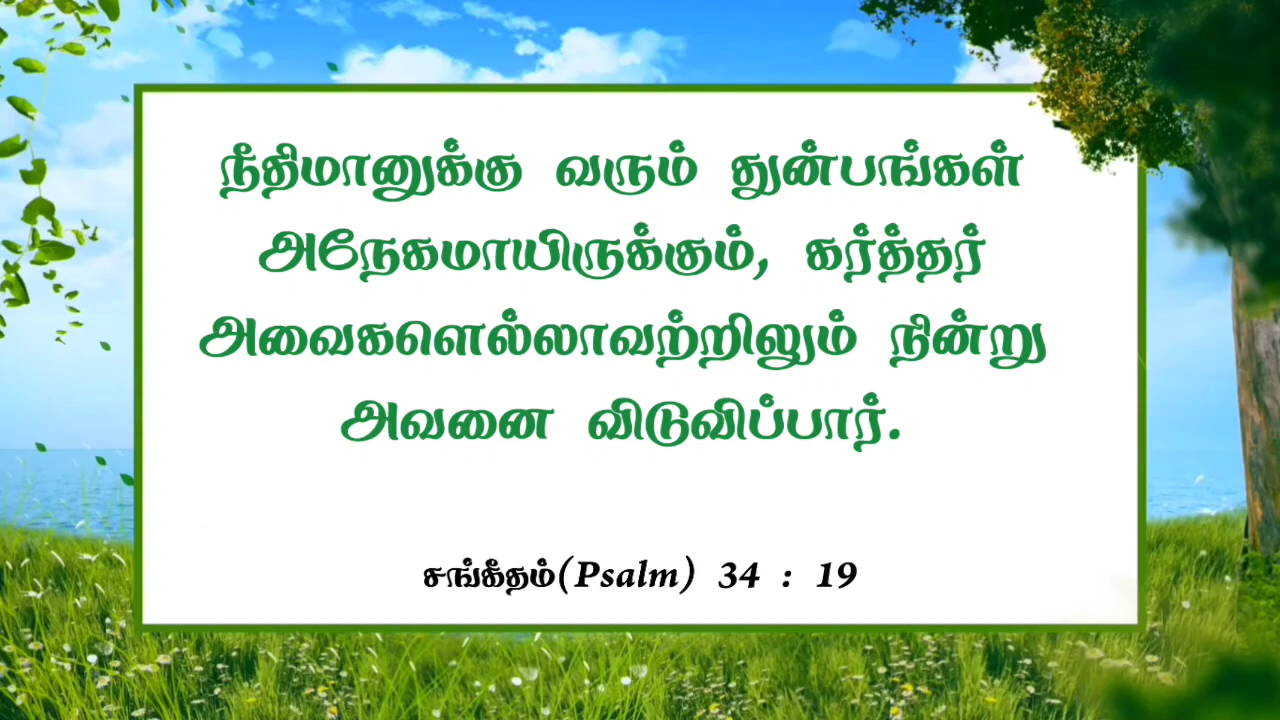 நீதிமானுக்கு வரும் துன்பங்கள்
அநேகமாயிருக்கும், கர்த்தர்
அவைகளெல்லாவற்றிலும் நின்று
அவனை விடுவிப்பார்.
சங்கீதம்(Psalm) 34 : 19